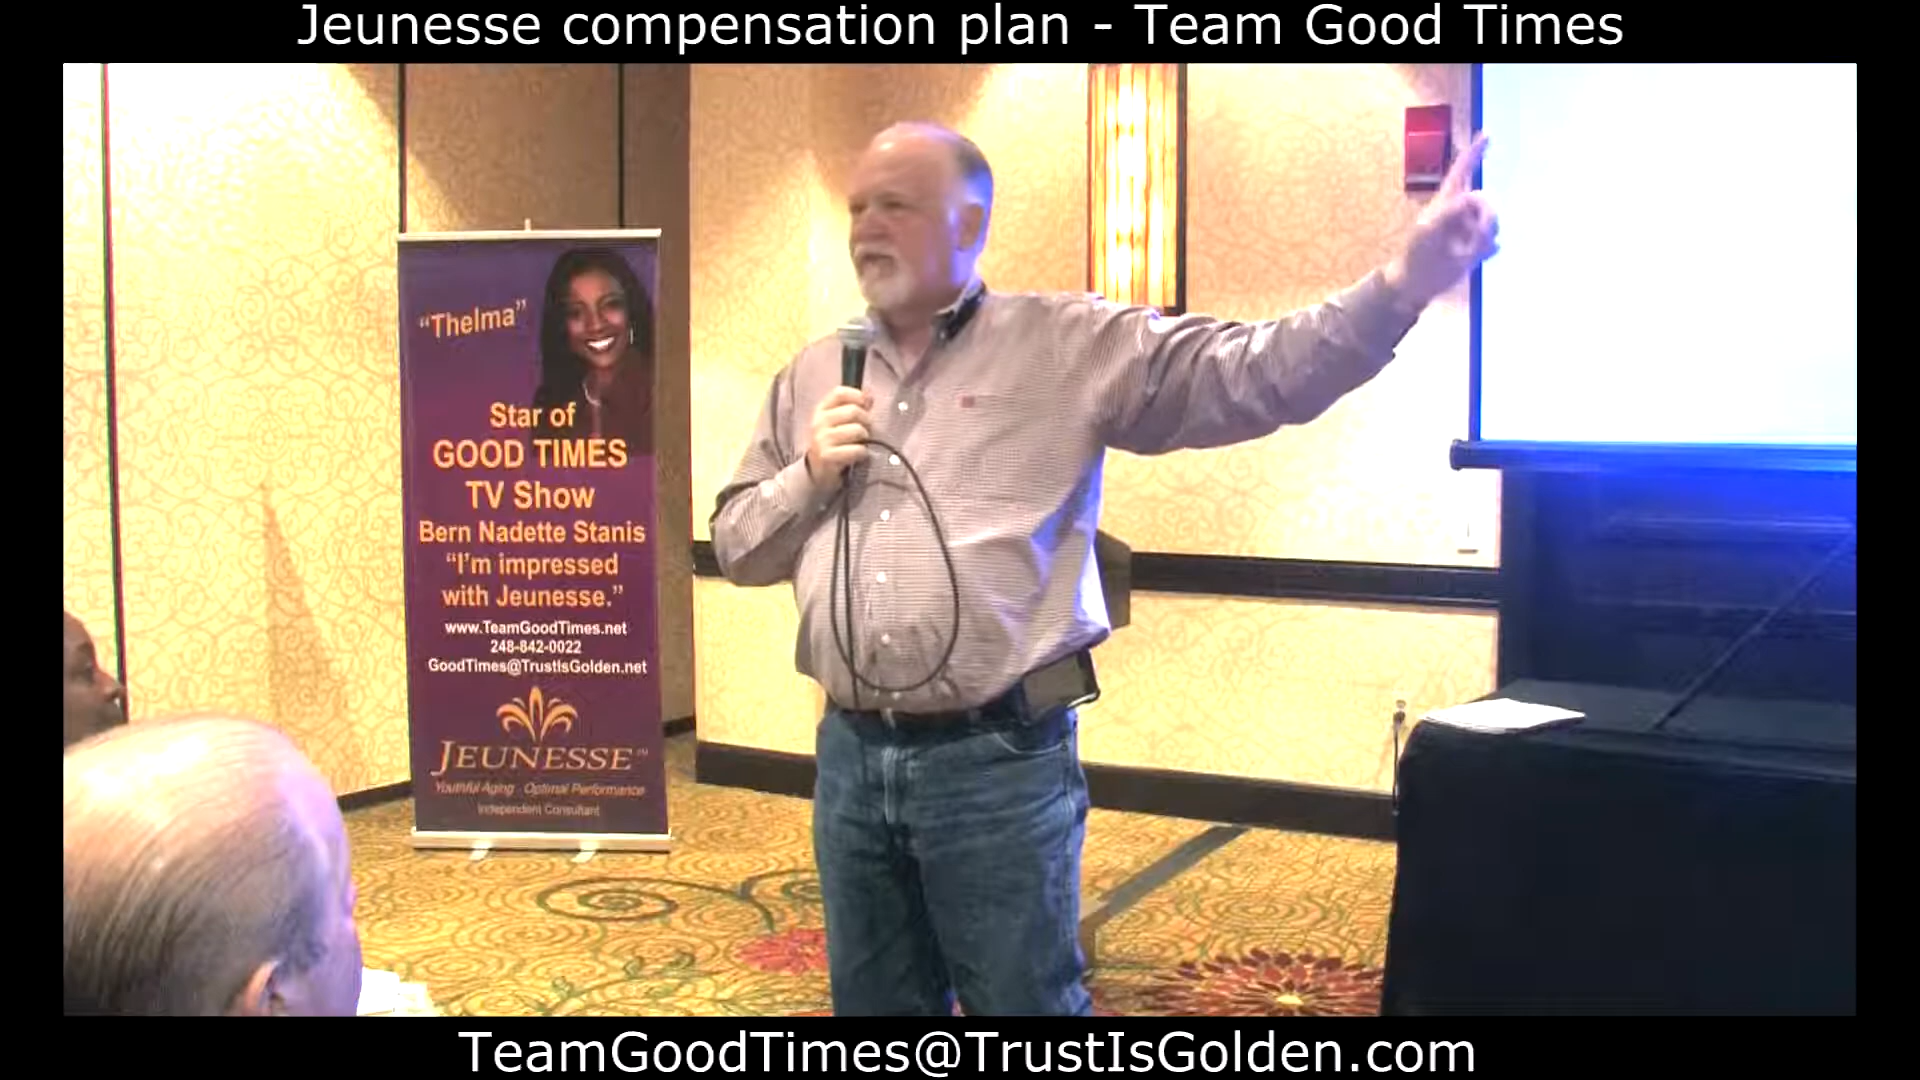 Jeunesse compensation plan - Team Good Times
“Thelma”
Star of
GOOD TIMES
TV Show
Bern Nadette Stanis
“I’m impressed
with Jeunesse.”
www.TeamGoodTimes.net
248-842-0022
GoodTimes@TrustIsGolden.net
JEUNESSE™
Youthful Aging · Optimal Performance
Independent Consultant
TeamGoodTimes@TrustIsGolden.com